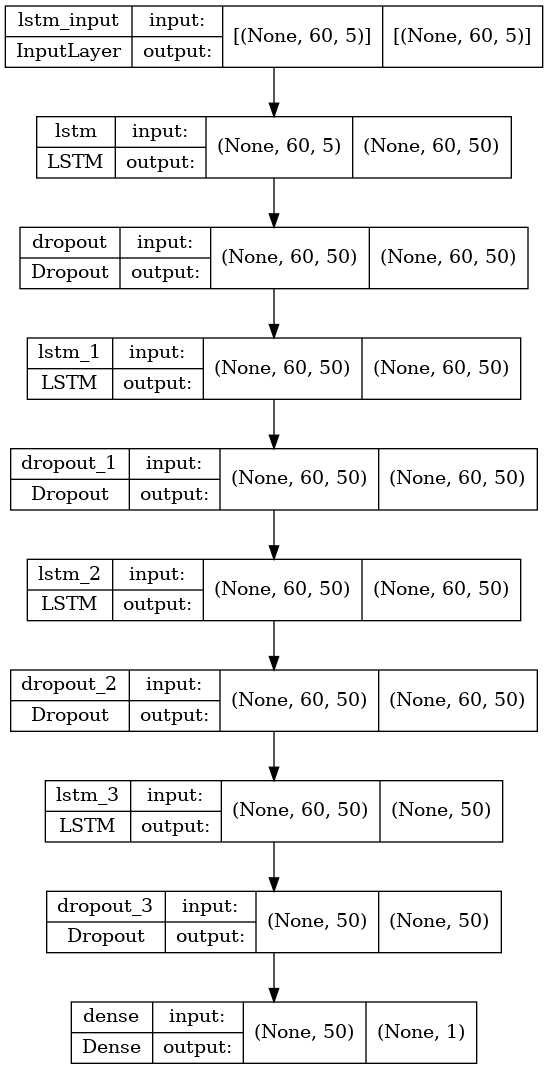 lstm_input input: [(None, 60, 5)] [(None, 60, 5)]
InputLayer output:
lstm input: (None, 60, 5) (None, 60, 50)
LSTM output:
dropout input: (None, 60, 50) (None, 60, 50)
Dropout output:
lstm_1 input: (None, 60, 50) (None, 60, 50)
LSTM output:
dropout_1 input: (None, 60, 50) (None, 60, 50)
Dropout output:
lstm_2 input: (None, 60, 50) (None, 60, 50)
LSTM output:
dropout_2 input: (None, 60, 50) (None, 60, 50)
Dropout output:
lstm_3 input: (None, 60, 50) (None, 50)
LSTM output:
dropout_3 input: (None, 50) (None, 50)
Dropout output:
dense input: (None, 50) (None, 1)
Dense output: